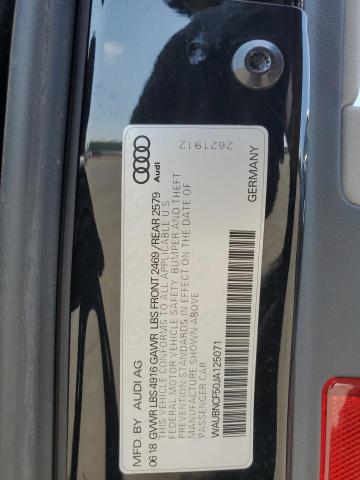 MFD. BY AUDI AG
06 18 GVWR LBS 4916 GAWR LBS FRONT 2469 / REAR 2579
THIS VEHICLE CONFORMS TO ALL APPLICABLE U.S.
FEDERAL MOTOR VEHICLE SAFETY, BUMPER AND THEFT
PREVENTION STANDARDS IN EFFECT ON THE DATE OF
MANUFACTURE SHOWN ABOVE
PASSENGER CAR
WAUBNCF50JA125071
GERMANY
Audi
2621912